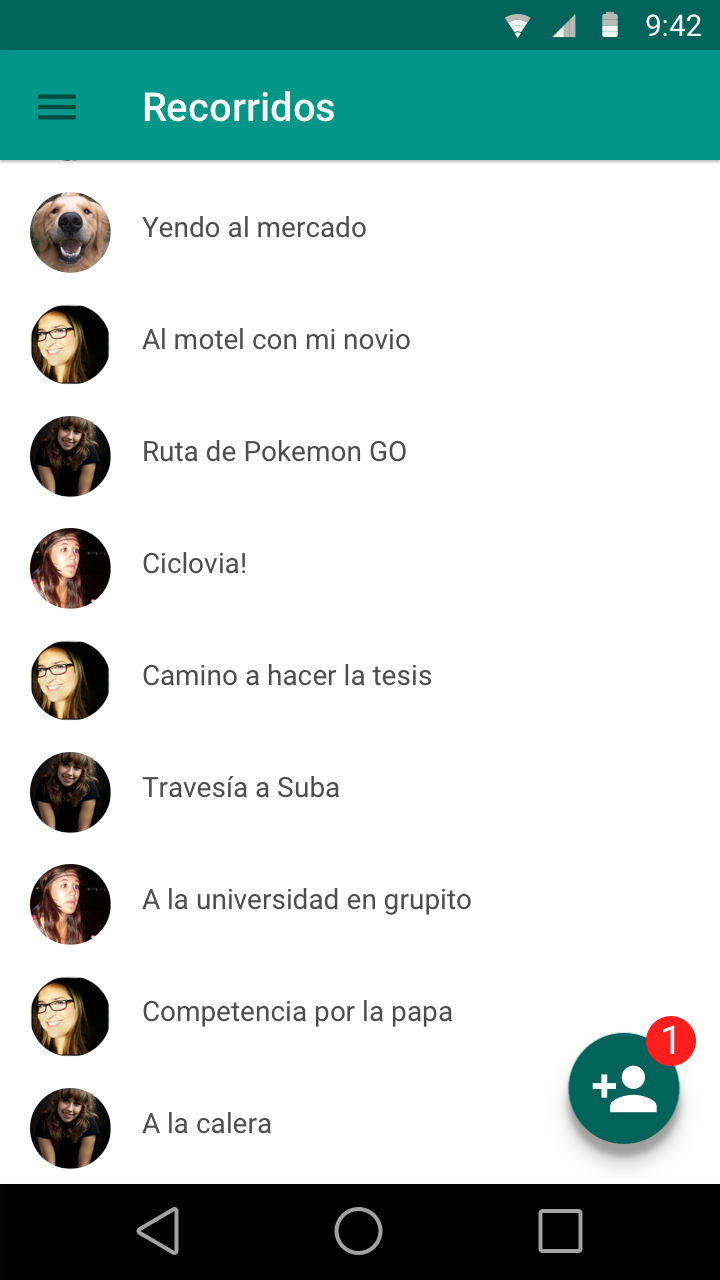 9:42
Recorridos
Yendo al mercado
Al motel con mi novio
Ruta de Pokemon GO
Ciclovia!
Camino a hacer la tesis
Travesía a Suba
A la universidad en grupito
Competencia por la papa
1
A la calera